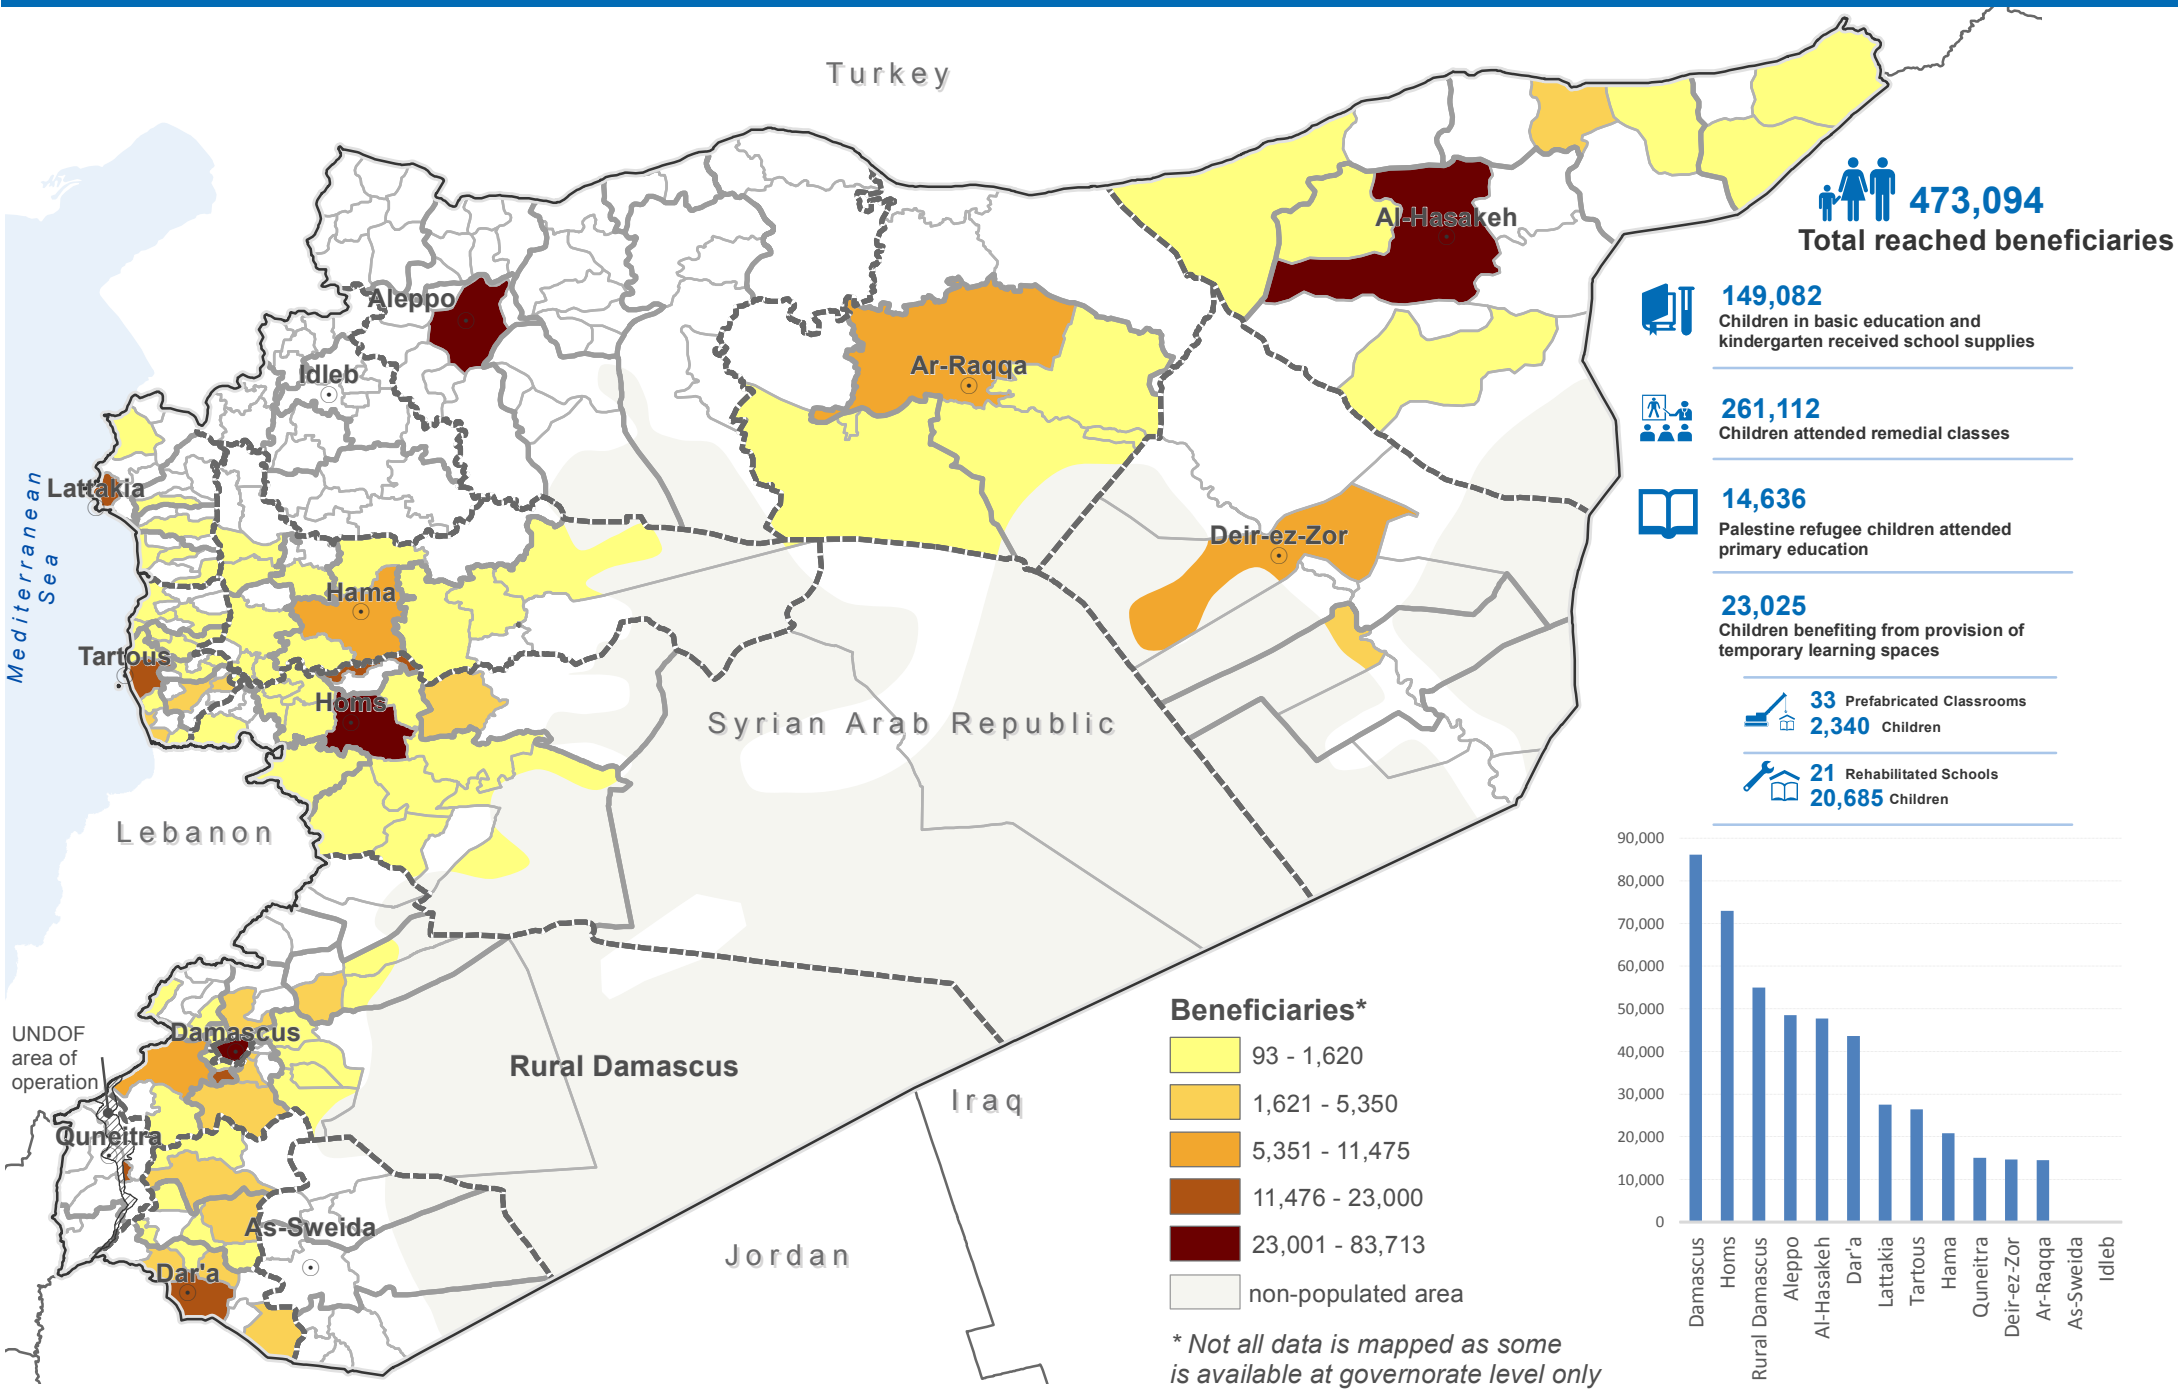 Turkey
Al-Hasakeh
Aleppo
Idleb
Ar-Raqqa
Lattakia
Mediterranean
Sea
Deir-ez-Zor
Hama
Tartous
Homs
Syrian Arab Republic
Lebanon
UNDOF
area of
operation
Damascus
Rural Damascus
Quneitra
As-Sweida
Dar'a
Iraq
Jordan
473,094
Total reached beneficiaries
149,082
Children in basic education and
kindergarten received school supplies
261,112
Children attended remedial classes
14,636
Palestine refugee children attended
primary education
23,025
Children benefiting from provision of
temporary learning spaces
33 Prefabricated Classrooms
2,340 Children
21 Rehabilitated Schools
20,685 Children
Beneficiaries*
93 - 1,620
1,621 - 5,350
5,351 - 11,475
11,476 - 23,000
23,001 - 83,713
non-populated area
* Not all data is mapped as some
is available at governorate level only
90,000
80,000
70,000
60,000
50,000
40,000
30,000
20,000
10,000
0
Damascus
Homs
Rural Damascus
Aleppo
Al-Hasakeh
Dar'a
Lattakia
Tartous
Hama
Quneitra
Deir-ez-Zor
Ar-Raqqa
As-Sweida
Idleb